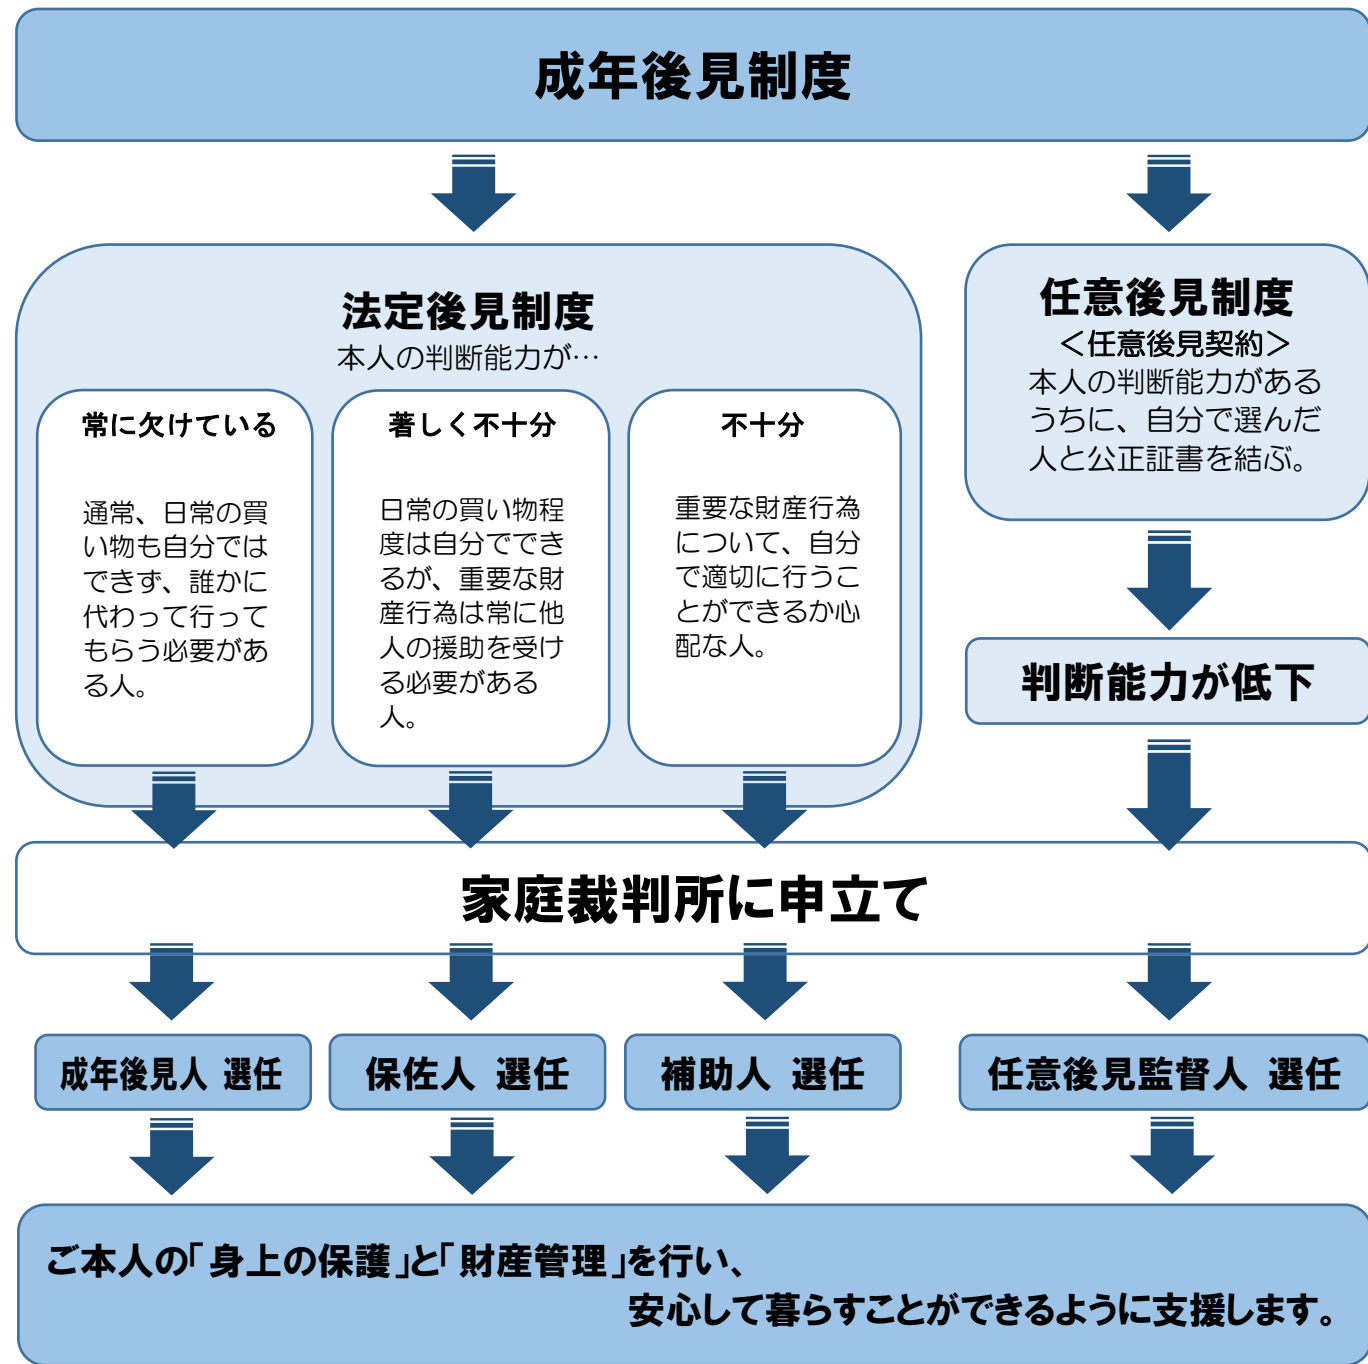 成年後見制度
法定後見制度
本人の判断能力が…
常に欠けている
通常、日常の買
い物も自分では
できず、誰かに
代わって行って
もらう必要があ
る人。
著しく不十分
日常の買い物程
度は自分ででき
るが、重要な財
産行為は常に他
人の援助を受け
る必要がある
人。
不十分
重要な財産行為
について、自分
で適切に行うこ
とができるか心
配な人。
任意後見制度
＜任意後見契約＞
本人の判断能力がある
うちに、自分で選んだ
人と公正証書を結ぶ。
判断能力が低下
家庭裁判所に申立て
成年後見人 選任
保佐人 選任
補助人 選任
任意後見監督人 選任
ご本人の「身上の保護」と「財産管理」を行い、
安心して暮らすことができるように支援します。